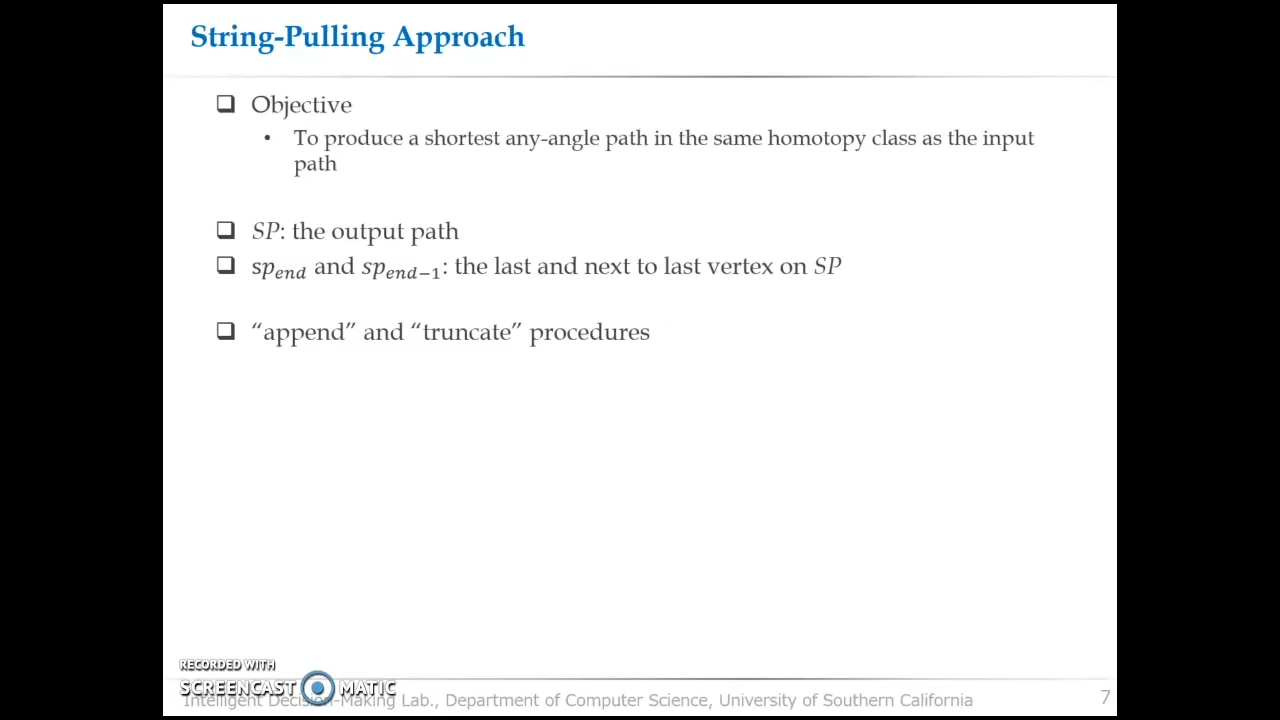 String-Pulling Approach
❑ Objective
• To produce a shortest any-angle path in the same homotopy class as the input
path
❑ SP: the output path
❑ sp_end and sp_end−1: the last and next to last vertex on SP
❑ “append” and “truncate” procedures
RECORDED WITH
SCREENCAST MATIC
Intelligent Decision-Making Lab., Department of Computer Science, University of Southern California
7